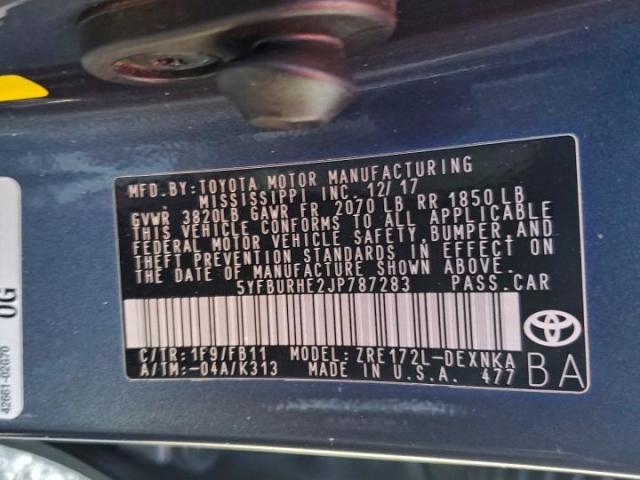 MFD.BY:TOYOTA MOTOR MANUFACTURING
MISSISSIPPI INC. 12/17
GVWR 3820LB GAWR FR 2070 LB RR 1850 LB
THIS VEHICLE CONFORMS TO ALL APPLICABLE
FEDERAL MOTOR VEHICLE SAFETY, BUMPER, AND
THEFT PREVENTION STANDARDS IN EFFECT ON
THE DATE OF MANUFACTURE SHOWN ABOVE.
5YFBURHE2JP787283 PASS.CAR
C/TR:1F9/FB11 MODEL:ZRE172L-DEXNKA
A/TM:-04A/K313 MADE IN U.S.A. 477
BA
0G
42661-02G70